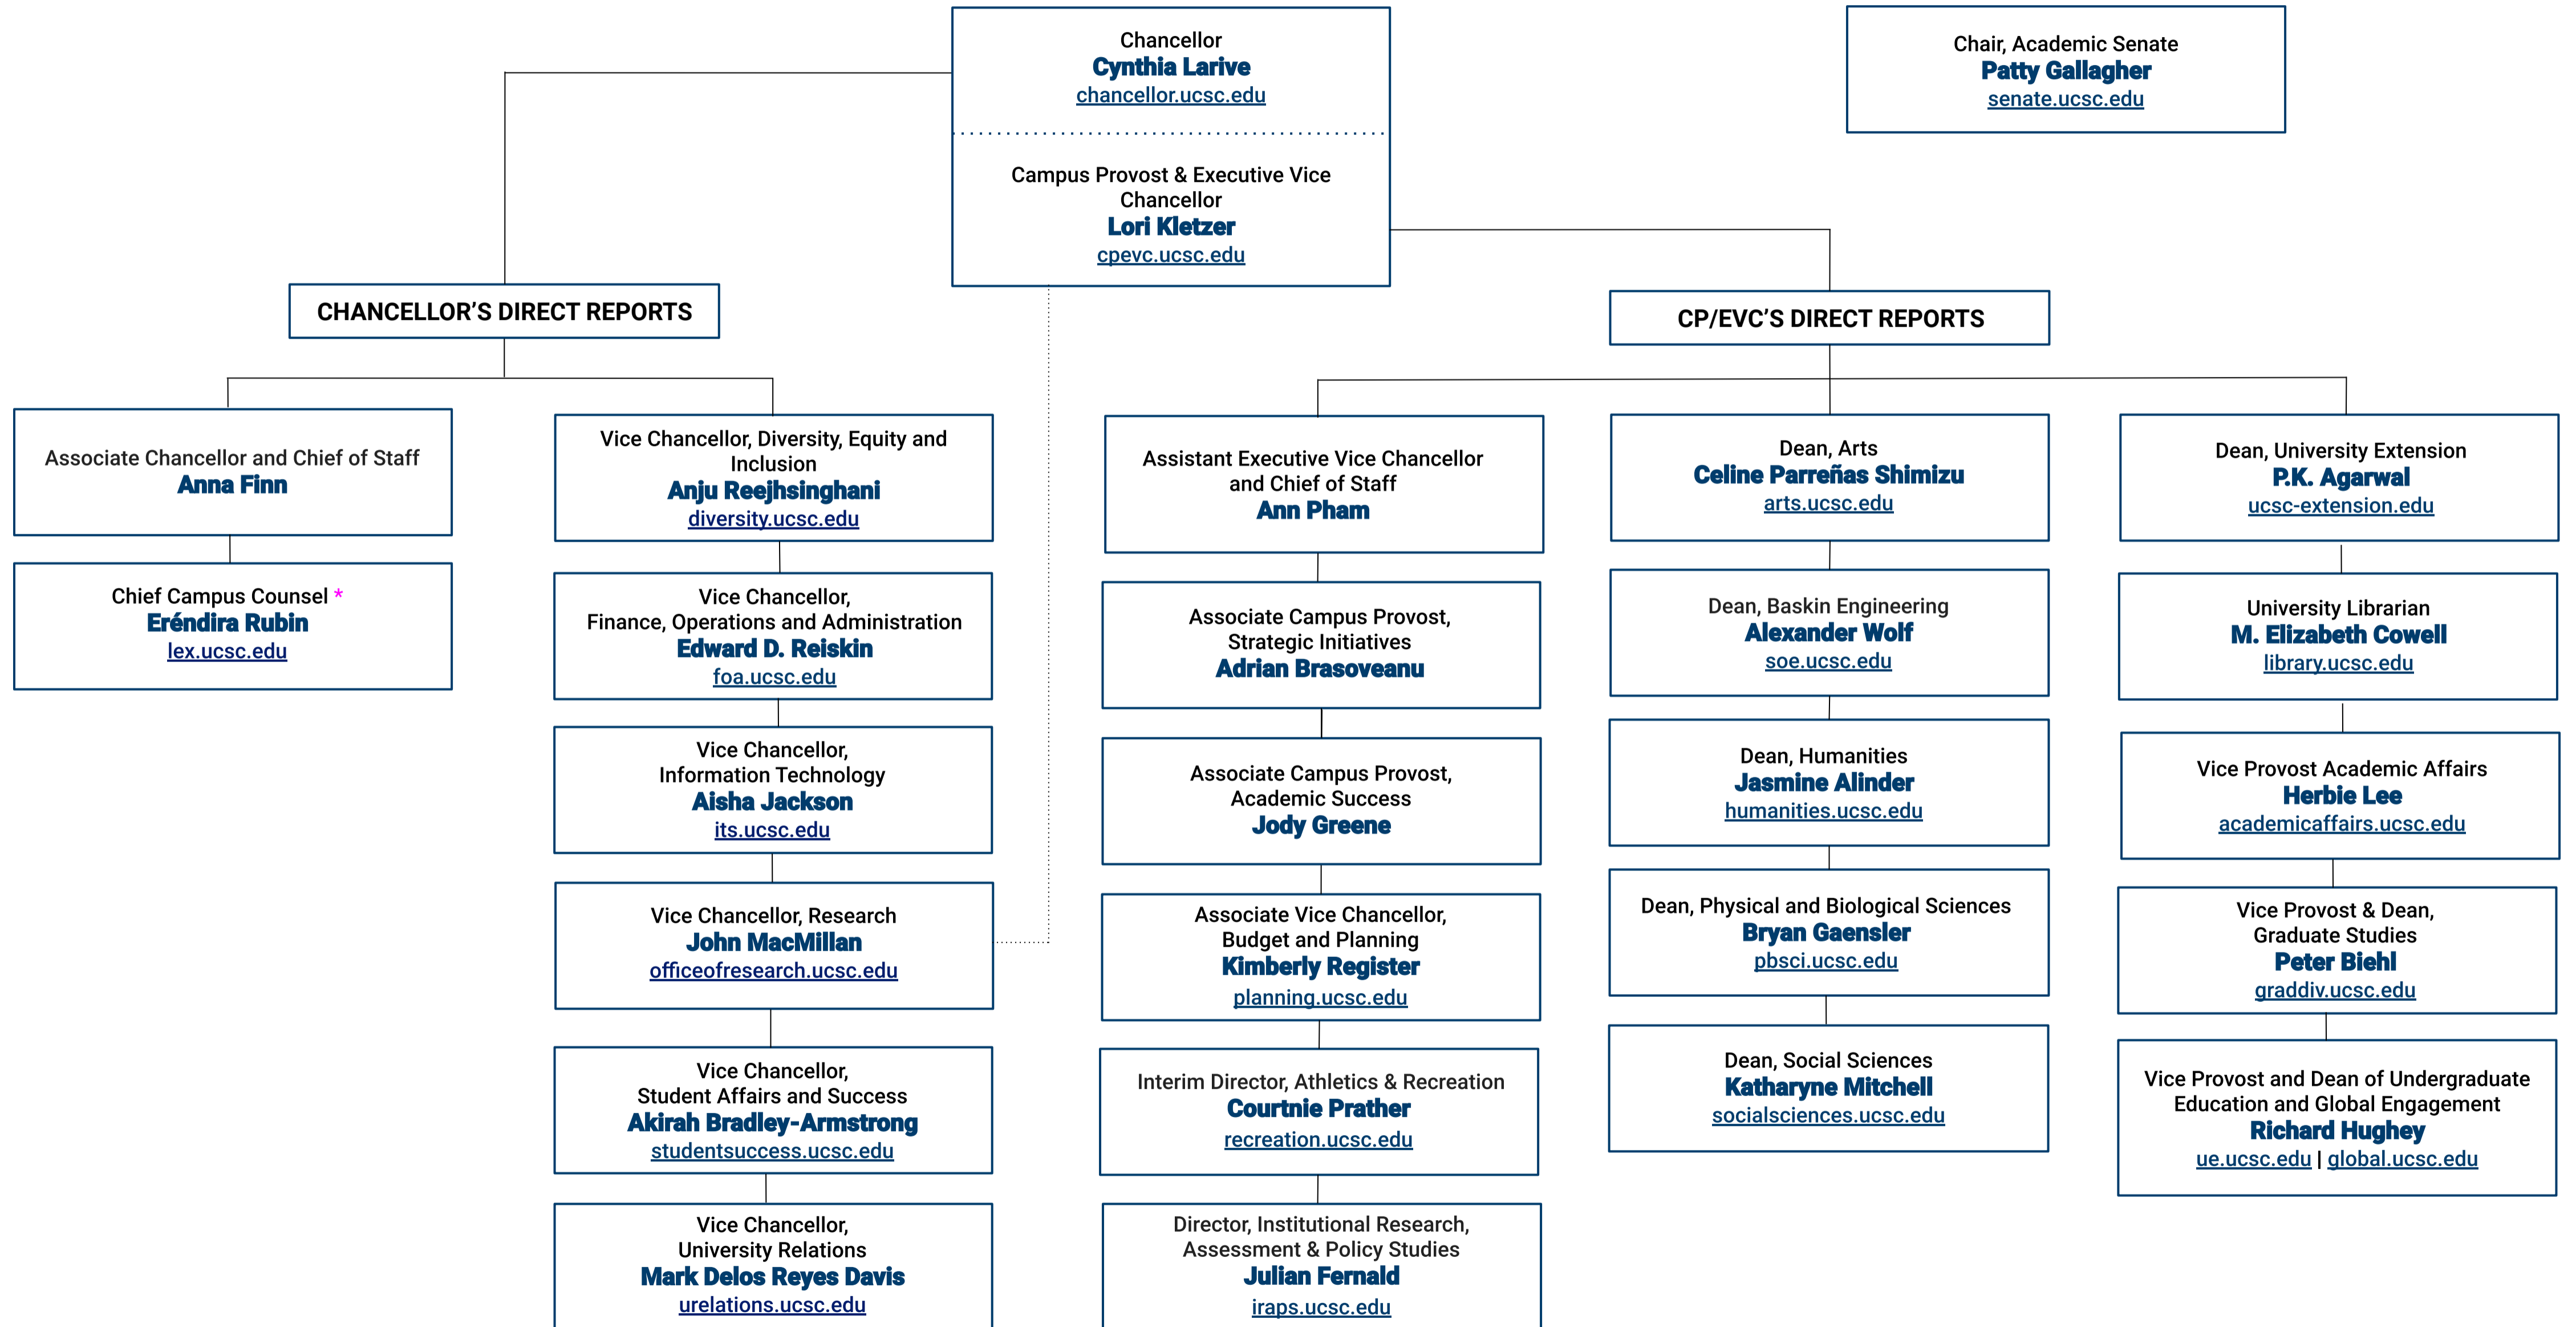 Chancellor
Cynthia Larive
chancellor.ucsc.edu
Campus Provost & Executive Vice
Chancellor
Lori Kletzer
cpevc.ucsc.edu
Chair, Academic Senate
Patty Gallagher
senate.ucsc.edu
CHANCELLOR’S DIRECT REPORTS
Associate Chancellor and Chief of Staff
Anna Finn
Chief Campus Counsel *
Eréndira Rubin
lex.ucsc.edu
Vice Chancellor, Diversity, Equity and
Inclusion
Anju Reejhsinghani
diversity.ucsc.edu
Vice Chancellor,
Finance, Operations and Administration
Edward D. Reiskin
foa.ucsc.edu
Vice Chancellor,
Information Technology
Aisha Jackson
its.ucsc.edu
Vice Chancellor, Research
John MacMillan
officeofresearch.ucsc.edu
Vice Chancellor,
Student Affairs and Success
Akirah Bradley-Armstrong
studentsuccess.ucsc.edu
Vice Chancellor,
University Relations
Mark Delos Reyes Davis
urelations.ucsc.edu
CP/EVC’S DIRECT REPORTS
Assistant Executive Vice Chancellor
and Chief of Staff
Ann Pham
Associate Campus Provost,
Strategic Initiatives
Adrian Brasoveanu
Associate Campus Provost,
Academic Success
Jody Greene
Associate Vice Chancellor,
Budget and Planning
Kimberly Register
planning.ucsc.edu
Interim Director, Athletics & Recreation
Courtnie Prather
recreation.ucsc.edu
Director, Institutional Research,
Assessment & Policy Studies
Julian Fernald
iraps.ucsc.edu
Dean, Arts
Celine Parreñas Shimizu
arts.ucsc.edu
Dean, Baskin Engineering
Alexander Wolf
soe.ucsc.edu
Dean, Humanities
Jasmine Alinder
humanities.ucsc.edu
Dean, Physical and Biological Sciences
Bryan Gaensler
pbsci.ucsc.edu
Dean, Social Sciences
Katharyne Mitchell
socialsciences.ucsc.edu
Dean, University Extension
P.K. Agarwal
ucsc-extension.edu
University Librarian
M. Elizabeth Cowell
library.ucsc.edu
Vice Provost Academic Affairs
Herbie Lee
academicaffairs.ucsc.edu
Vice Provost & Dean,
Graduate Studies
Peter Biehl
graddiv.ucsc.edu
Vice Provost and Dean of Undergraduate
Education and Global Engagement
Richard Hughey
ue.ucsc.edu | global.ucsc.edu